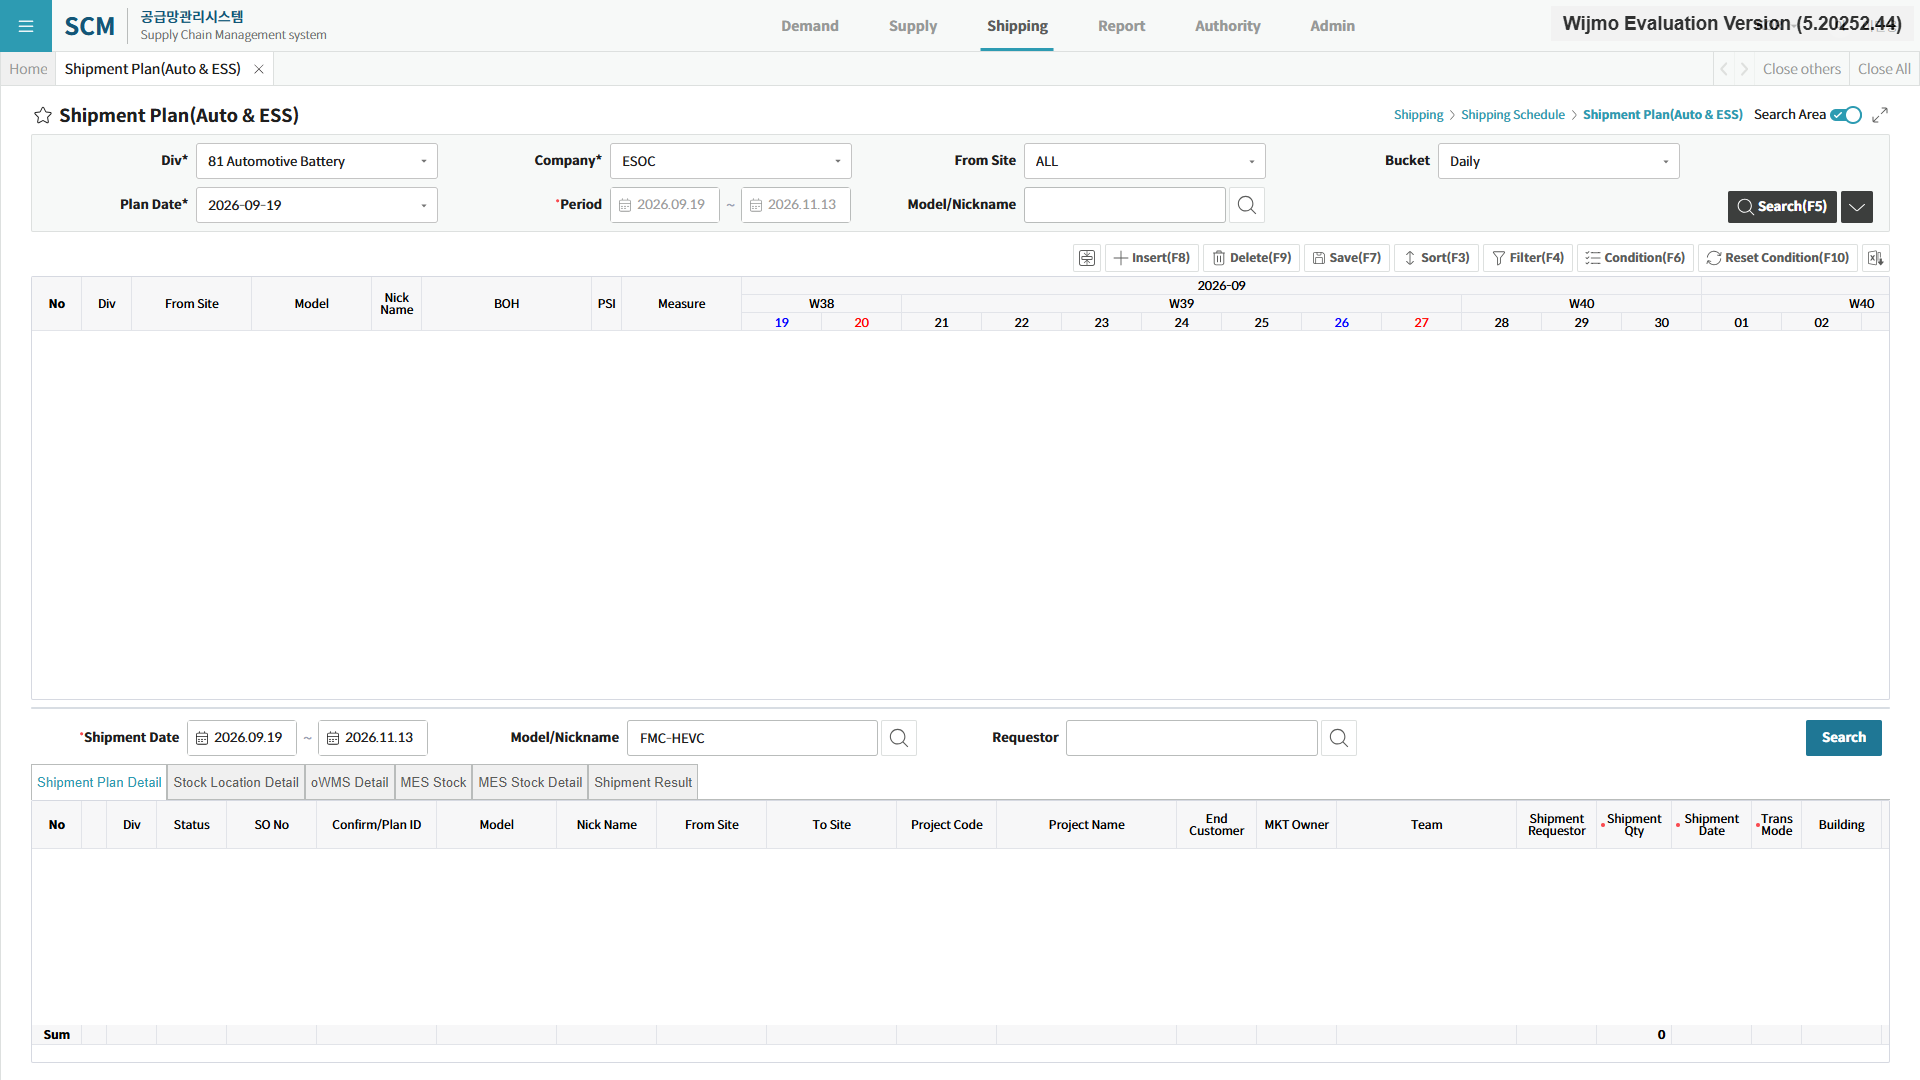 SCM
공급망관리시스템
Supply Chain Management system
Demand
Supply
Shipping
Report
Authority
Admin
Wijmo Evaluation Version (5.20252.44)
Home
Shipment Plan(Auto & ESS)
Close others
Close All
Shipment Plan(Auto & ESS)
Shipping > Shipping Schedule > Shipment Plan(Auto & ESS)
Search Area
Div* 81 Automotive Battery
Company* ESOC
From Site ALL
Bucket Daily
Plan Date* 2026-09-19
*Period 2026.09.19 ~ 2026.11.13
Model/Nickname
Search(F5)
Insert(F8)
Delete(F9)
Save(F7)
Sort(F3)
Filter(F4)
Condition(F6)
Reset Condition(F10)
No
Div
From Site
Model
Nick Name
BOH
PSI
Measure
2026-09
W38
W39
W40
W40
19 20 21 22 23 24 25 26 27 28 29 30 01 02
*Shipment Date 2026.09.19 ~ 2026.11.13
Model/Nickname FMC-HEVC
Requestor
Search
Shipment Plan Detail
Stock Location Detail
oWMS Detail
MES Stock
MES Stock Detail
Shipment Result
No
Div
Status
SO No
Confirm/Plan ID
Model
Nick Name
From Site
To Site
Project Code
Project Name
End Customer
MKT Owner
Team
Shipment Requestor
Shipment Qty
Shipment Date
Trans Mode
Building
Sum
0